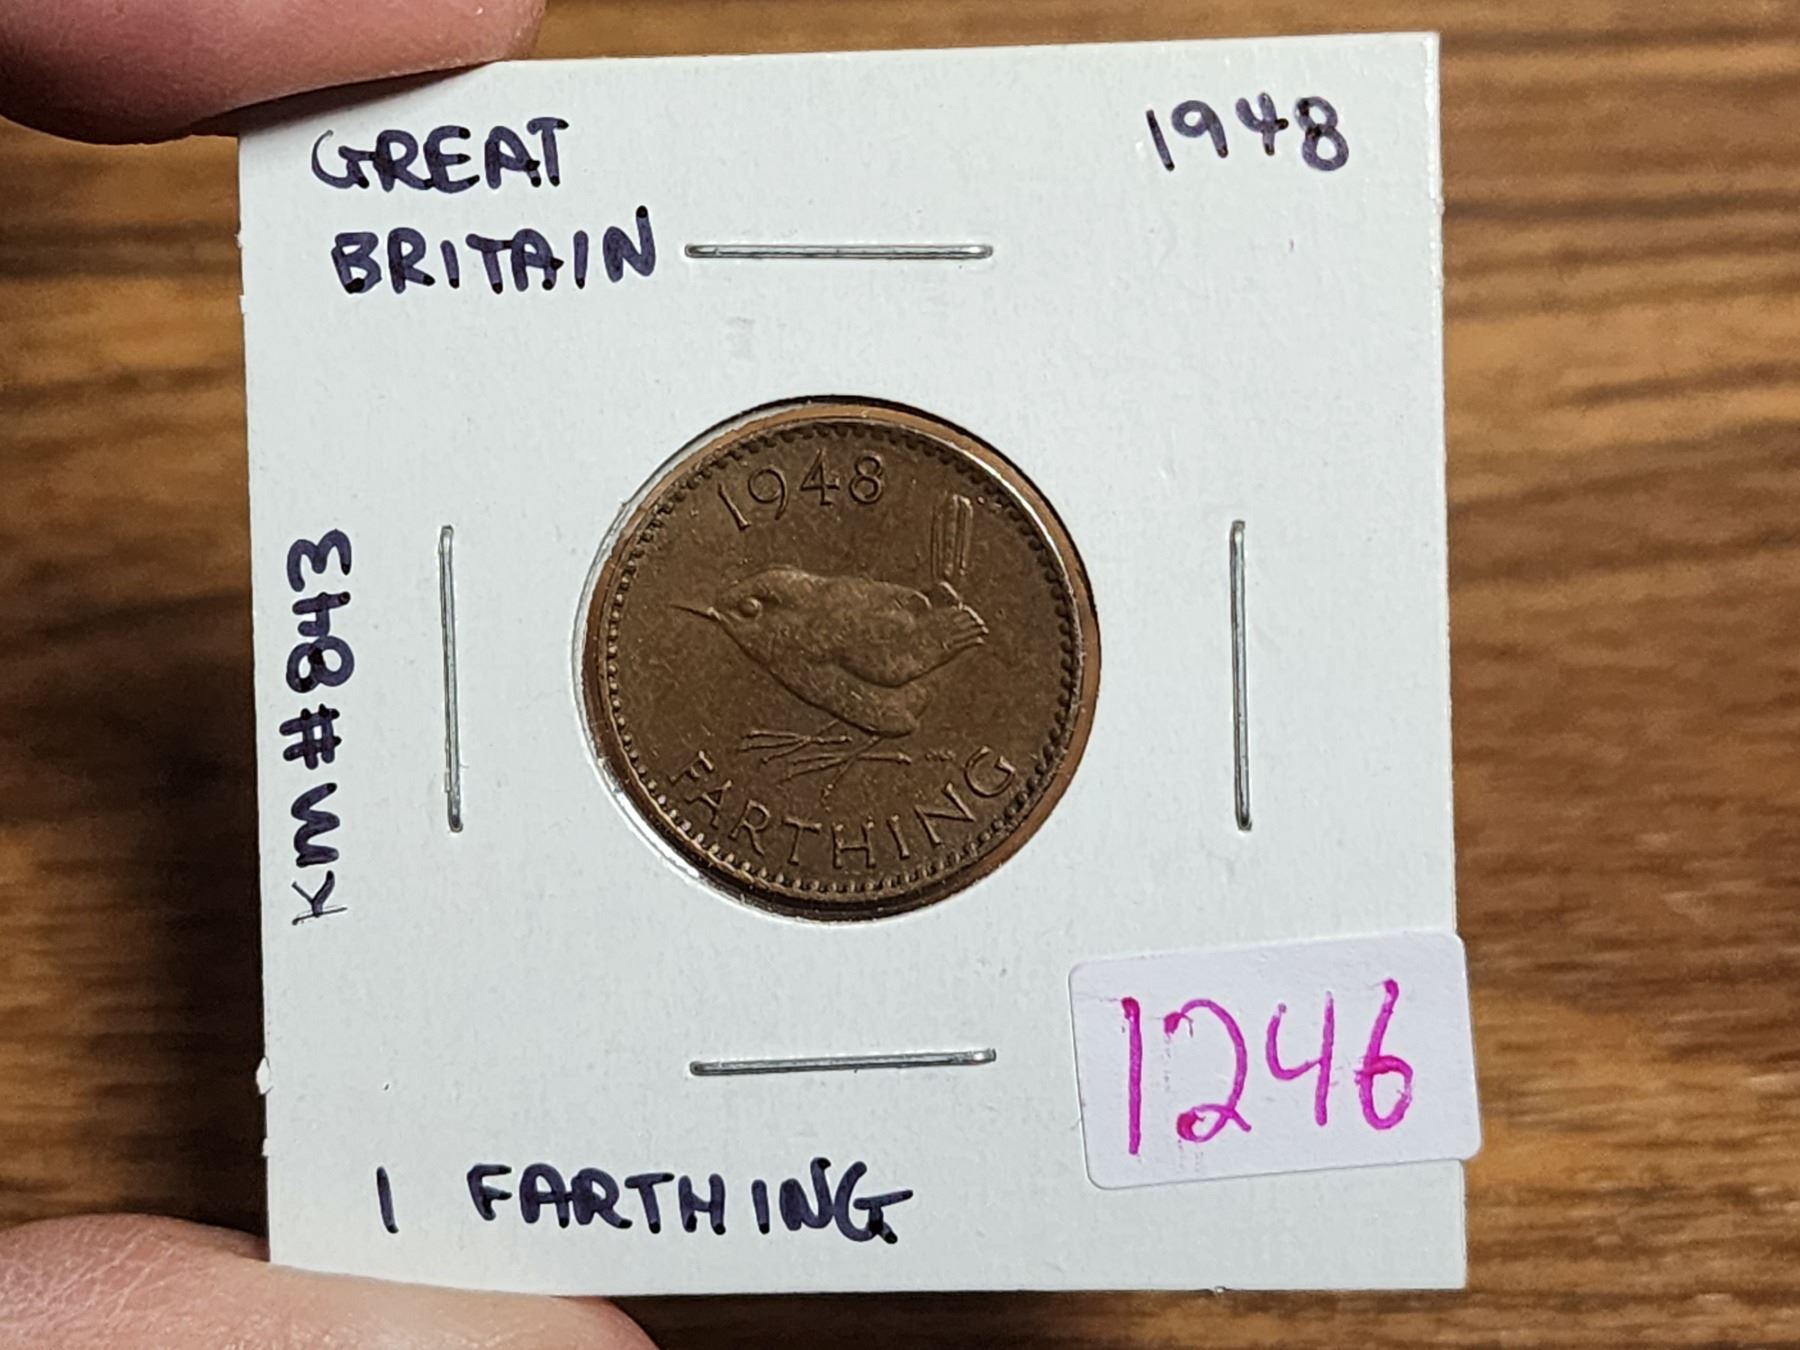 GREAT
BRITAIN
1948
KM#843
1948
FARTHING
1246
1 FARTHING